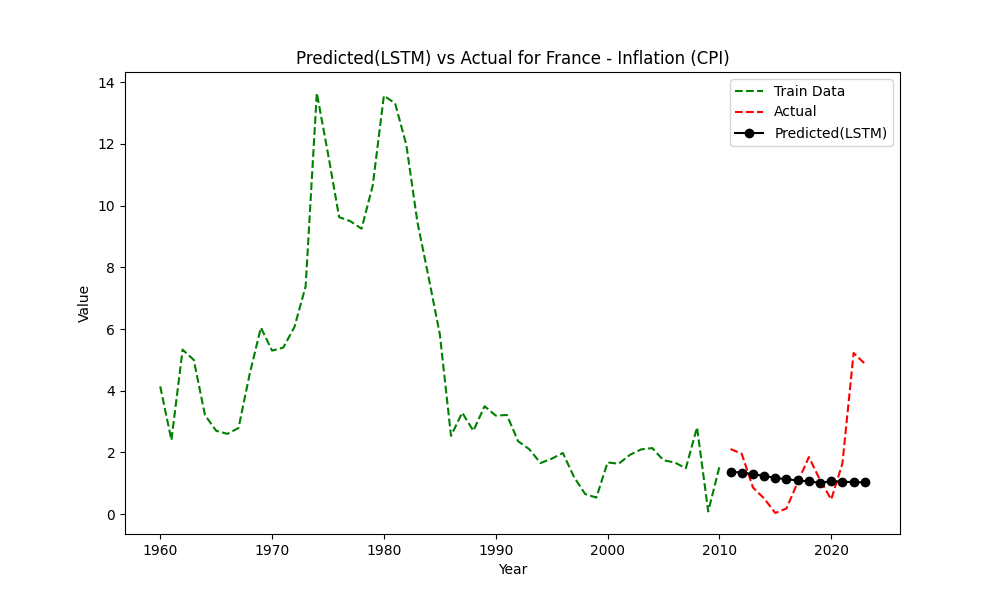 Predicted(LSTM) vs Actual for France - Inflation (CPI)
Train Data
Actual
Predicted(LSTM)
Value
14
12
10
8
6
4
2
0
1960 1970 1980 1990 2000 2010 2020
Year